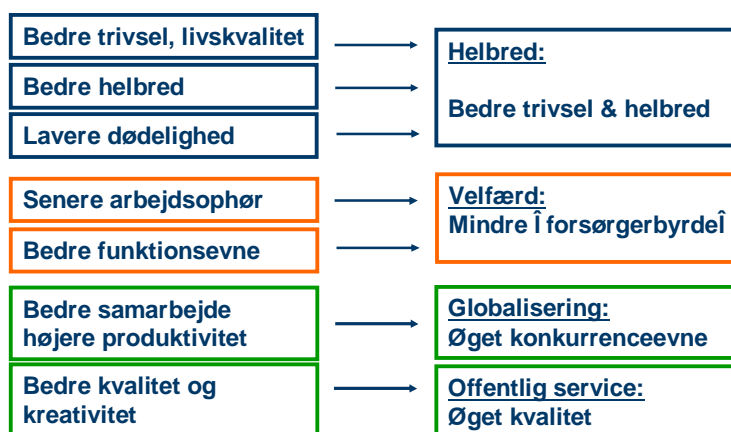 Bedre trivsel, livskvalitet
Bedre helbred
Lavere dødelighed
Helbred:
Bedre trivsel & helbred
Senere arbejdsophør
Bedre funktionsevne
Velfærd:
Mindre Î forsørgerbyrdeÎ
Bedre samarbejde
højere produktivitet
Globalisering:
Øget konkurrenceevne
Bedre kvalitet og
kreativitet
Offentlig service:
Øget kvalitet